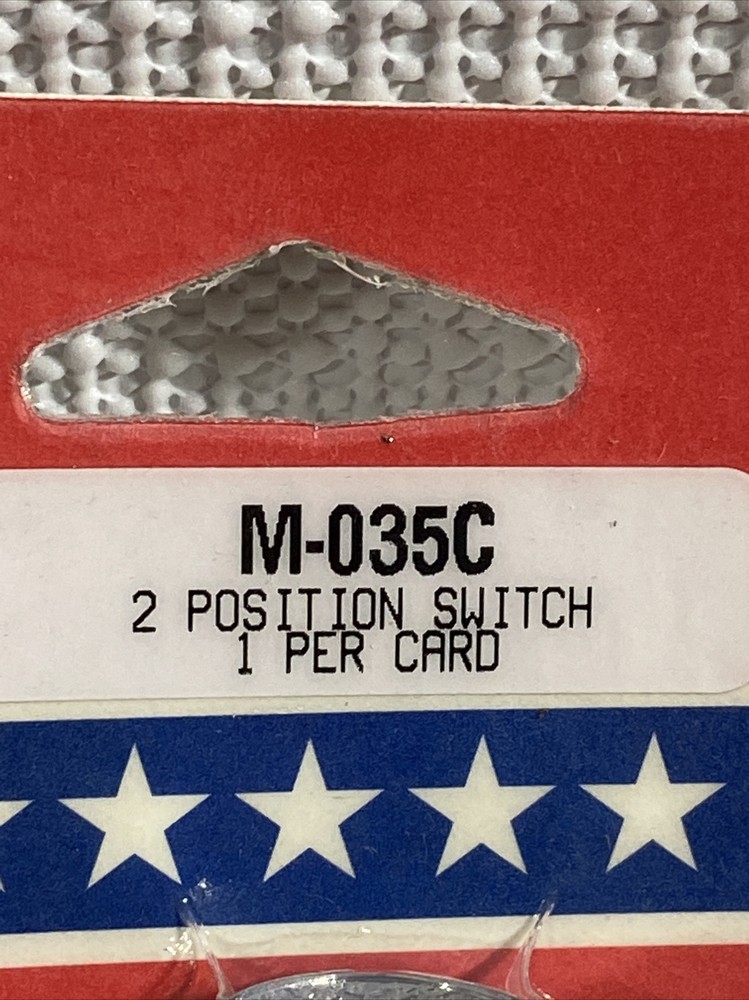 M-035C
2 POSITION SWITCH
1 PER CARD